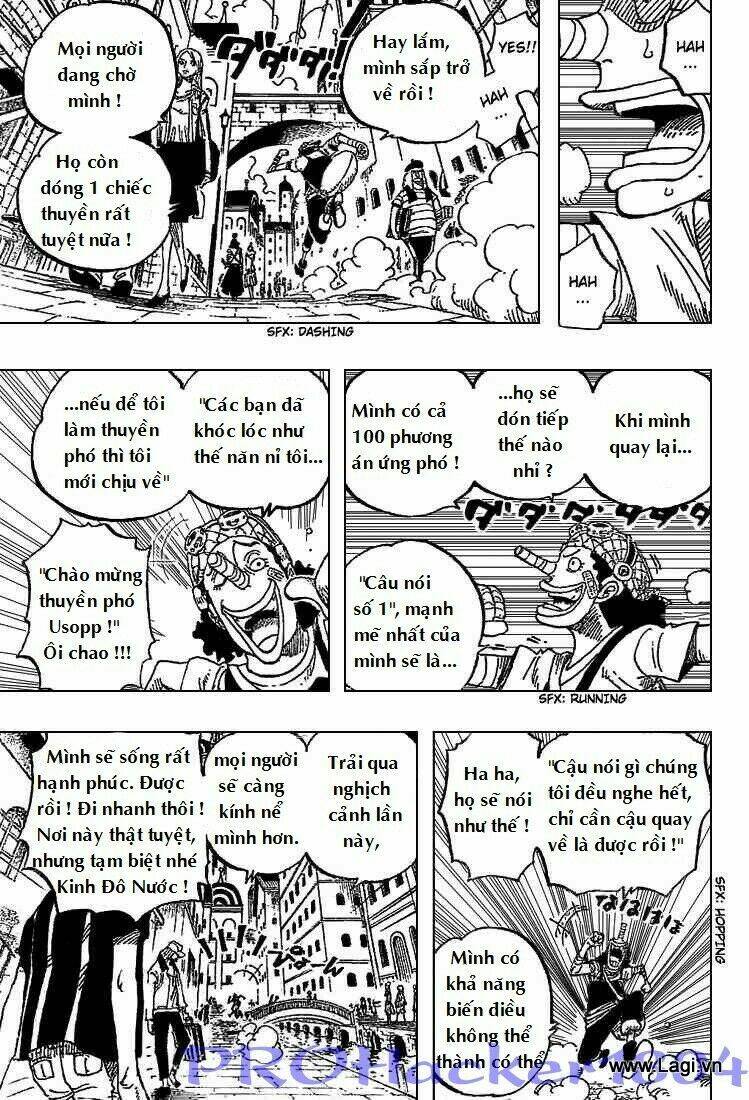 HAH
...
HAH
...
YES!!
HAH
...
Hay lắm,
mình sắp trở
về rồi !
Mọi người
đang chờ
mình !
Họ còn
đóng 1 chiếc
thuyền rất
tuyệt nữa !
SFX: DASHING
Khi mình
quay lại...
...họ sẽ
đón tiếp
thế nào
nhỉ ?
Mình có cả
100 phương
án ứng phó !
"Câu nói
số 1", mạnh
mẽ nhất của
mình sẽ là...
SFX: RUNNING
"Các bạn đã
khóc lóc như
thế năn nỉ tôi...
...nếu để tôi
làm thuyền
phó thì tôi
mới chịu về"
"Chào mừng
thuyền phó
Usopp !"
Ôi chao !!!
"Cậu nói gì chúng
tôi đều nghe hết,
chỉ cần cậu quay
về là được rồi !"
Ha ha,
họ sẽ nói
như thế !
Mình có
khả năng
biến điều
không thể
thành có thể
SFX: HOPPING
Trải qua
nghịch
cảnh lần
này,
mọi người
sẽ càng
kính nể
mình hơn.
Mình sẽ sống rất
hạnh phúc. Được
rồi ! Đi nhanh thôi !
Nơi này thật tuyệt,
nhưng tạm biệt nhé
Kinh Đô Nước !
PROHacker1604
www.Lagi.vn